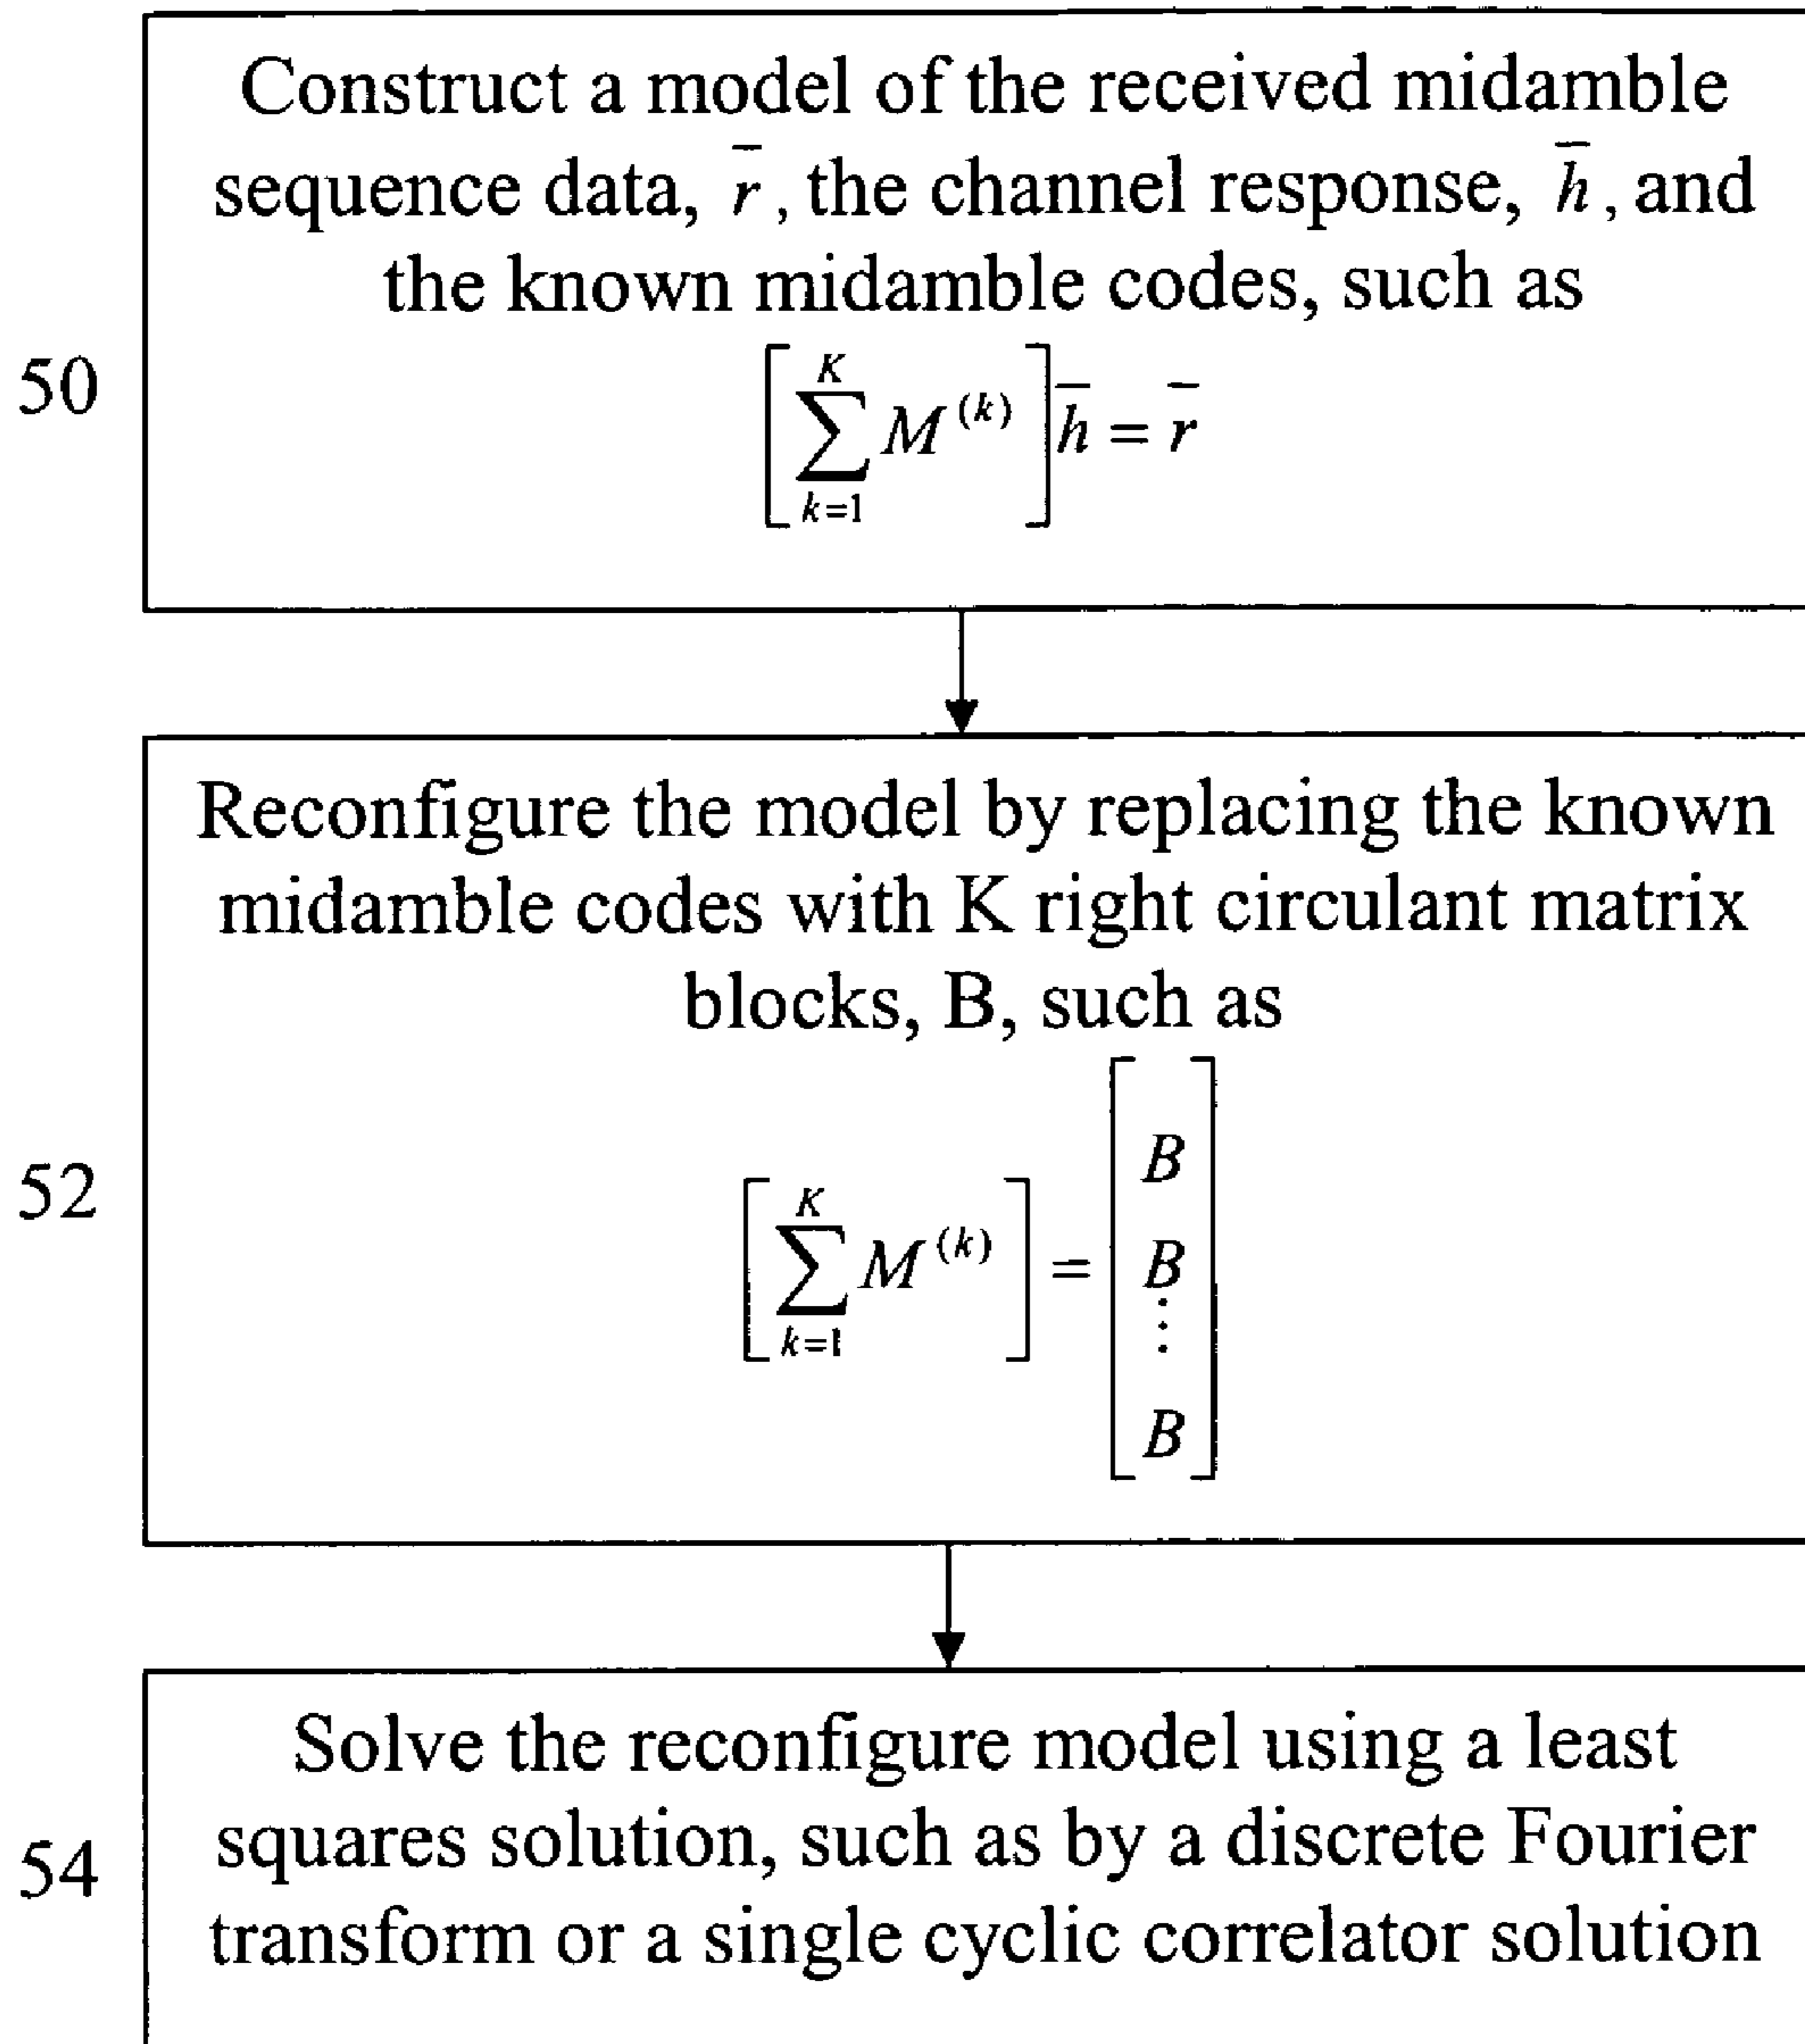 Construct a model of the received midamble
sequence data, r̄, the channel response, h̄, and
the known midamble codes, such as
50
[∑_{k=1}^{K} M^{(k)}] h̄ = r̄
Reconfigure the model by replacing the known
midamble codes with K right circulant matrix
blocks, B, such as
52
[∑_{k=1}^{K} M^{(k)}] = [B B ⋮ B]
Solve the reconfigure model using a least
54
squares solution, such as by a discrete Fourier
transform or a single cyclic correlator solution